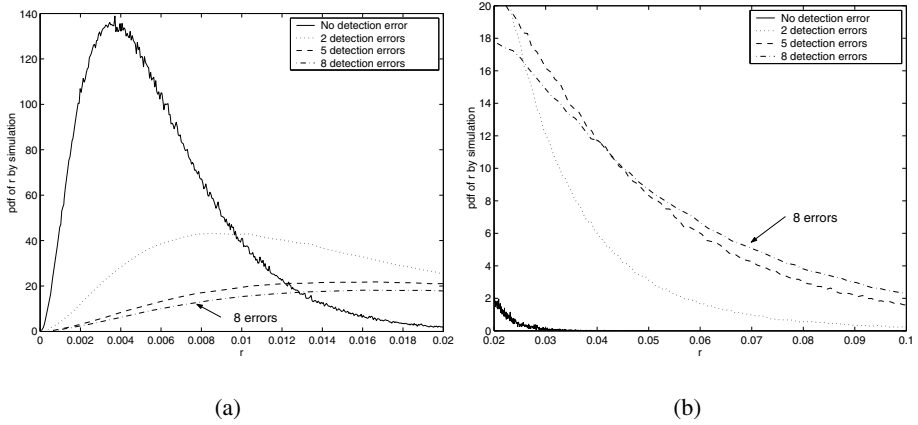 140
120
100
80
60
40
20
0
pdf of r by simulation
0
0.002
0.004
0.006
0.008
0.01
0.012
0.014
0.016
0.018
0.02
r
No detection error
2 detection errors
5 detection errors
8 detection errors
8 errors
(a)
20
18
16
14
12
10
8
6
4
2
0
pdf of r by simulation
0.02
0.03
0.04
0.05
0.06
0.07
0.08
0.09
0.1
r
No detection error
2 detection errors
5 detection errors
8 detection errors
8 errors
(b)